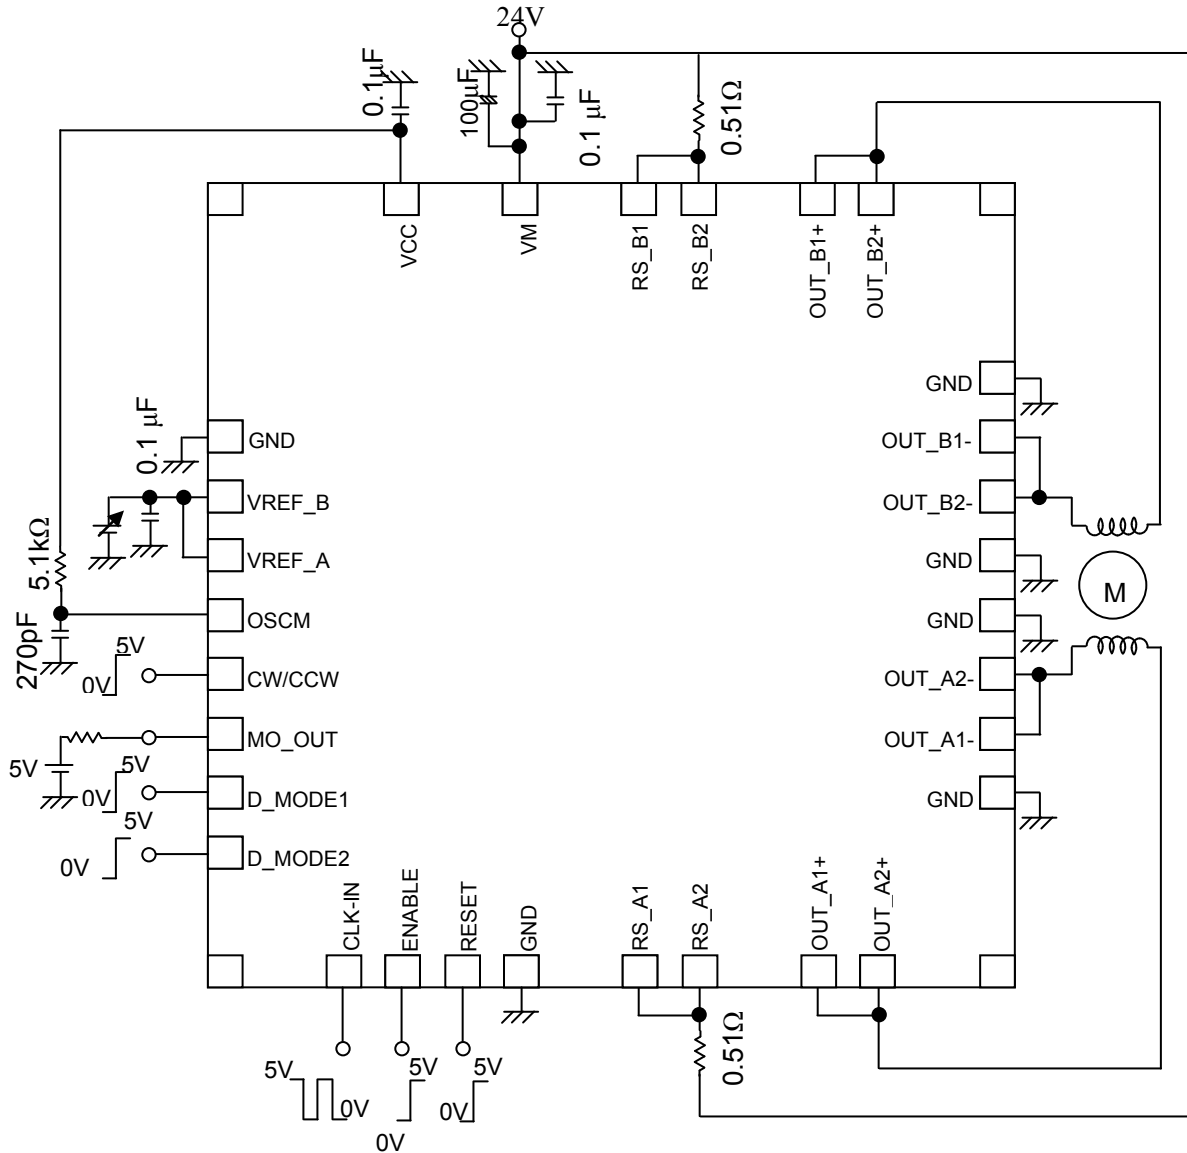 24V
0.1μF
100μF
0.1 μF
0.51Ω
VCC
VM
RS_B1
RS_B2
OUT_B1+
OUT_B2+
GND
0.1 μF
GND
OUT_B1-
VREF_B
OUT_B2-
5.1kΩ
VREF_A
GND
M
270pF
OSCM
GND
5V
0V
CW/CCW
OUT_A2-
MO_OUT
OUT_A1-
5V
5V
0V
D_MODE1
GND
5V
0V
D_MODE2
CLK-IN
ENABLE
RESET
GND
RS_A1
RS_A2
OUT_A1+
OUT_A2+
0.51Ω
5V
0V
5V
0V
5V
0V